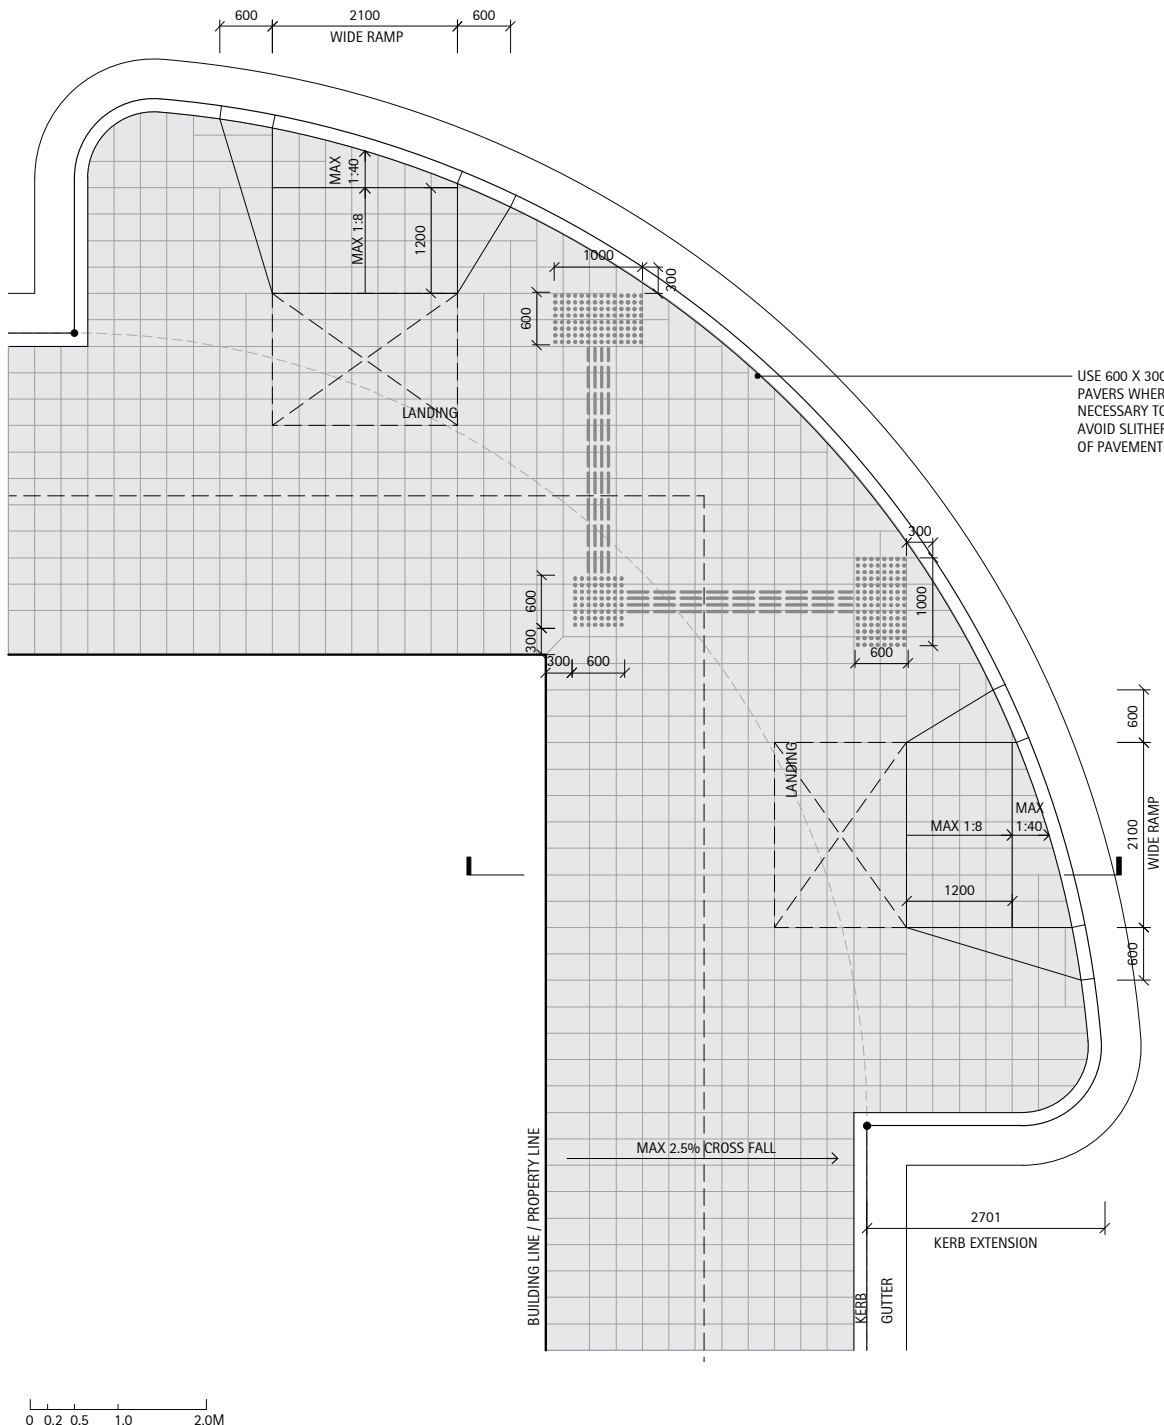 600
2100
600
WIDE RAMP
MAX
1:40
MAX 1:8
1200
1000
300
600
LANDING
USE 600 X 300
PAVERS WHER
NECESSARY TO
AVOID SLITHER
OF PAVEMENT
300
1000
600
600
300
300
600
600
LANDING
MAX
MAX 1:8
1:40
2100
WIDE RAMP
1200
600
BUILDING LINE / PROPERTY LINE
MAX 2.5% CROSS FALL
2701
KERB EXTENSION
KERB
GUTTER
0 0.2 0.5 1.0 2.0M